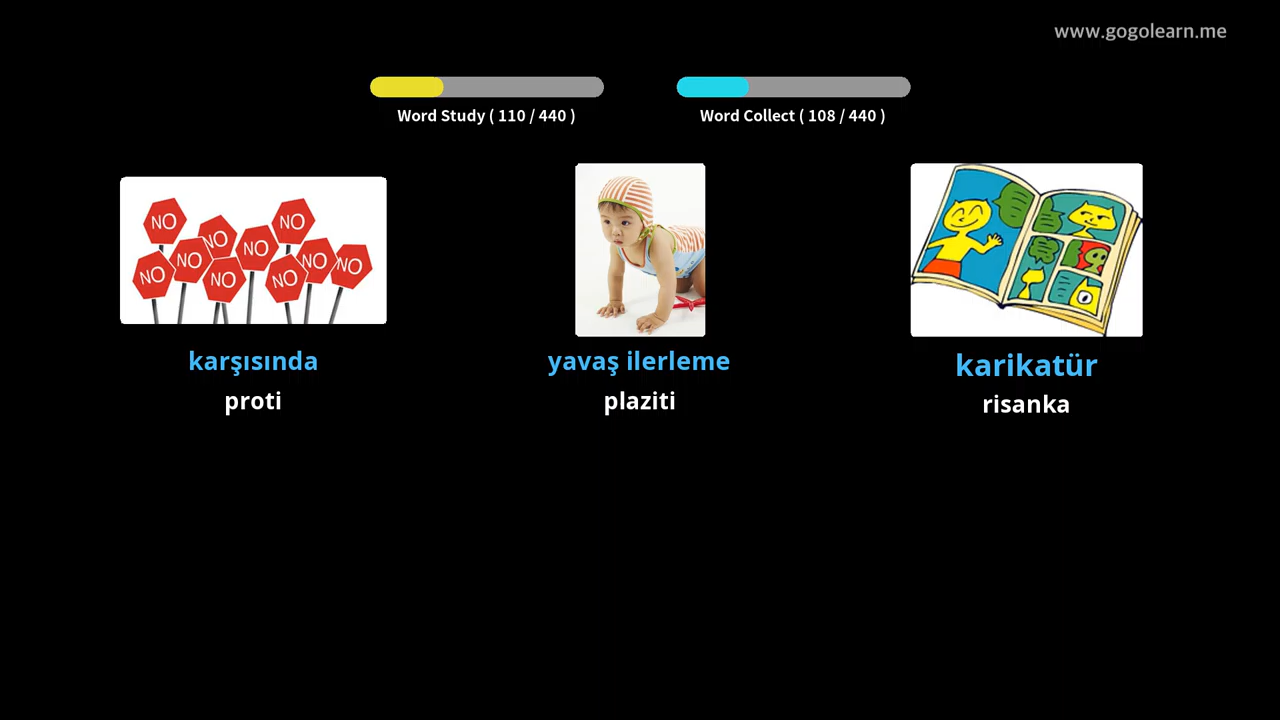 www.gogolearn.me
Word Study ( 110 / 440 )
Word Collect ( 108 / 440 )
NO
NO
NO
NO
NO
NO
NO
NO
NO
NO
karşısında
yavaş ilerleme
karikatür
proti
plaziti
risanka